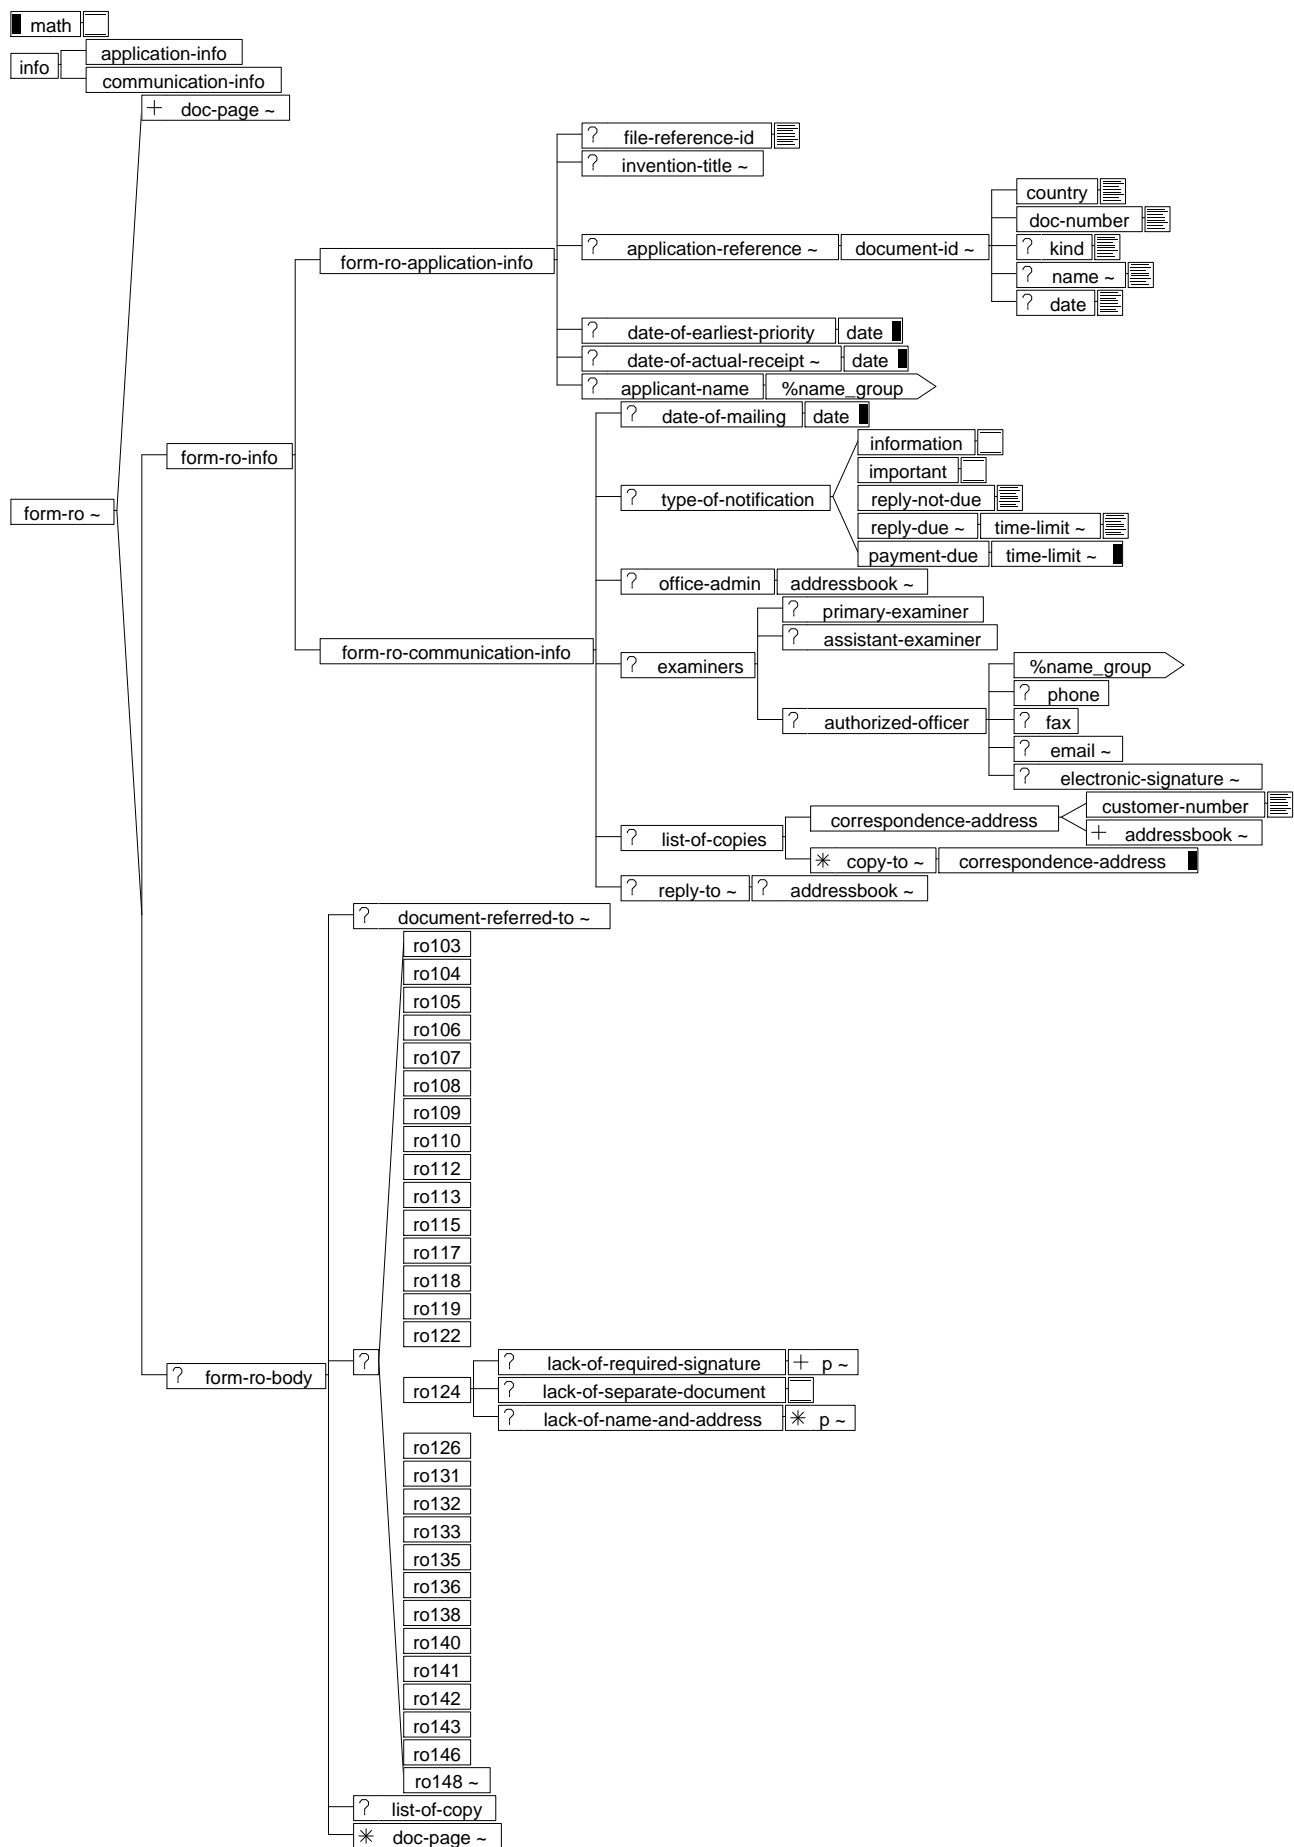 math
application-info
info
communication-info
+ doc-page ~
? file-reference-id
? invention-title ~
country
doc-number
form-ro-application-info ? application-reference ~ document-id ~ ? kind
? name ~
? date
? date-of-earliest-priority date
? date-of-actual-receipt ~ date
? applicant-name %name_group
? date-of-mailing date
form-ro-info information
important
form-ro ~ ? type-of-notification reply-not-due
reply-due ~ time-limit ~
payment-due time-limit ~
? office-admin addressbook ~
? primary-examiner
? assistant-examiner
form-ro-communication-info ? examiners %name_group
? phone
? authorized-officer ? fax
? email ~
? electronic-signature ~
customer-number
? list-of-copies correspondence-address + addressbook ~
* copy-to ~ correspondence-address
? reply-to ~ ? addressbook ~
? document-referred-to ~
ro103
ro104
ro105
ro106
ro107
ro108
ro109
ro110
ro112
ro113
ro115
ro117
ro118
ro119
ro122
? form-ro-body ? ? lack-of-required-signature + p ~
ro124 ? lack-of-separate-document
? lack-of-name-and-address * p ~
ro126
ro131
ro132
ro133
ro135
ro136
ro138
ro140
ro141
ro142
ro143
ro146
ro148 ~
? list-of-copy
* doc-page ~